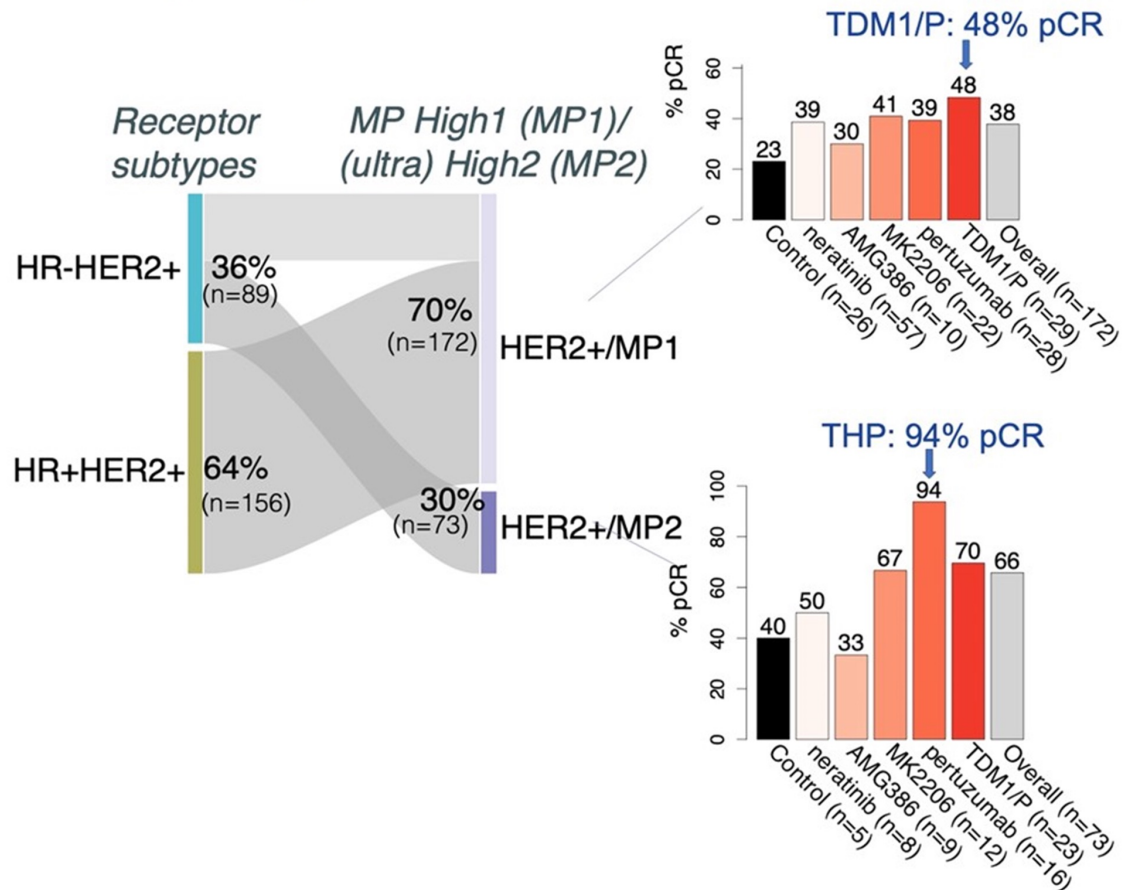 Receptor
subtypes
MP High1 (MP1)/
(ultra) High2 (MP2)
HR-HER2+
36%
(n=89)
HR+HER2+
64%
(n=156)
70%
(n=172)
HER2+/MP1
30%
(n=73)
HER2+/MP2
TDM1/P: 48% pCR
% pCR
60
40
20
0
23
39
30
41
39
48
38
Control (n=26)
neratinib (n=57)
AMG386 (n=10)
MK2206 (n=22)
pertuzumab (n=28)
TDM1/P (n=29)
Overall (n=172)
THP: 94% pCR
% pCR
100
80
60
40
20
0
40
50
33
67
94
70
66
Control (n=5)
neratinib (n=8)
AMG386 (n=9)
MK2206 (n=12)
pertuzumab (n=16)
TDM1/P (n=23)
Overall (n=73)